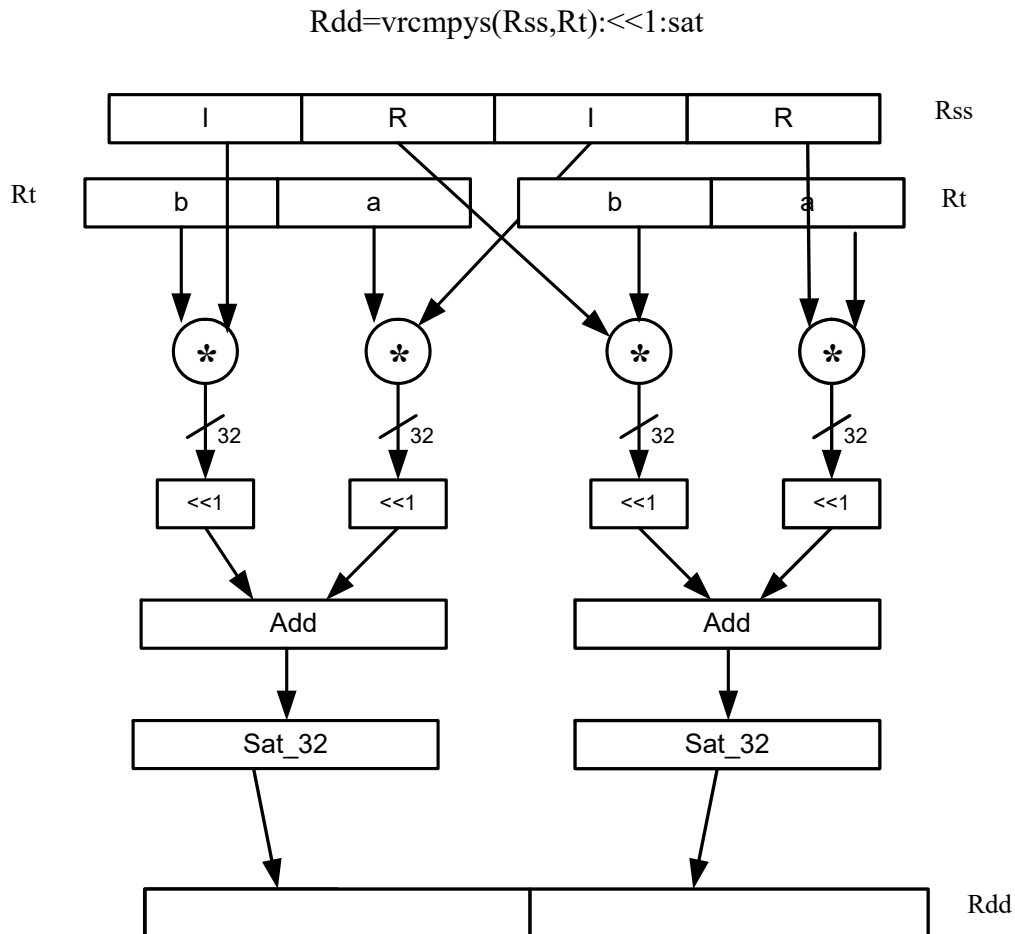 Rdd=vrcmpys(Rss,Rt):<<1:sat
I R I R Rss
Rt b a b a Rt
* * * *
32 32 32 32
<<1 <<1 <<1 <<1
Add Add
Sat_32 Sat_32
Rdd